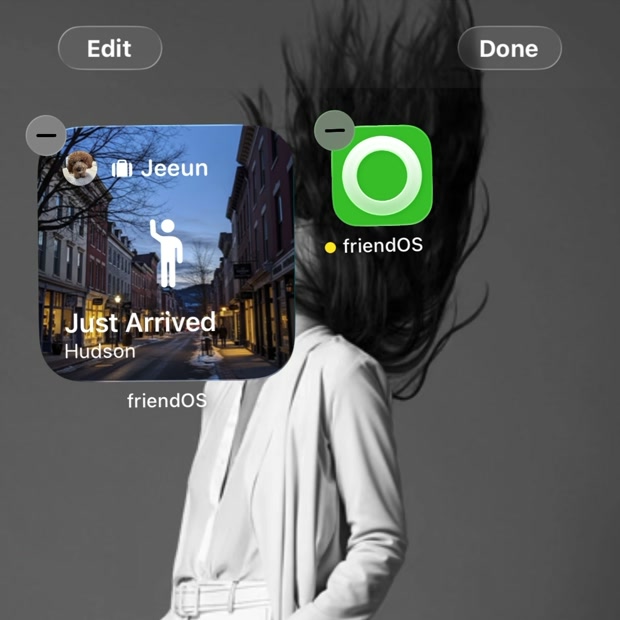 Edit
Done
Jeeun
Just Arrived
Hudson
friendOS
friendOS